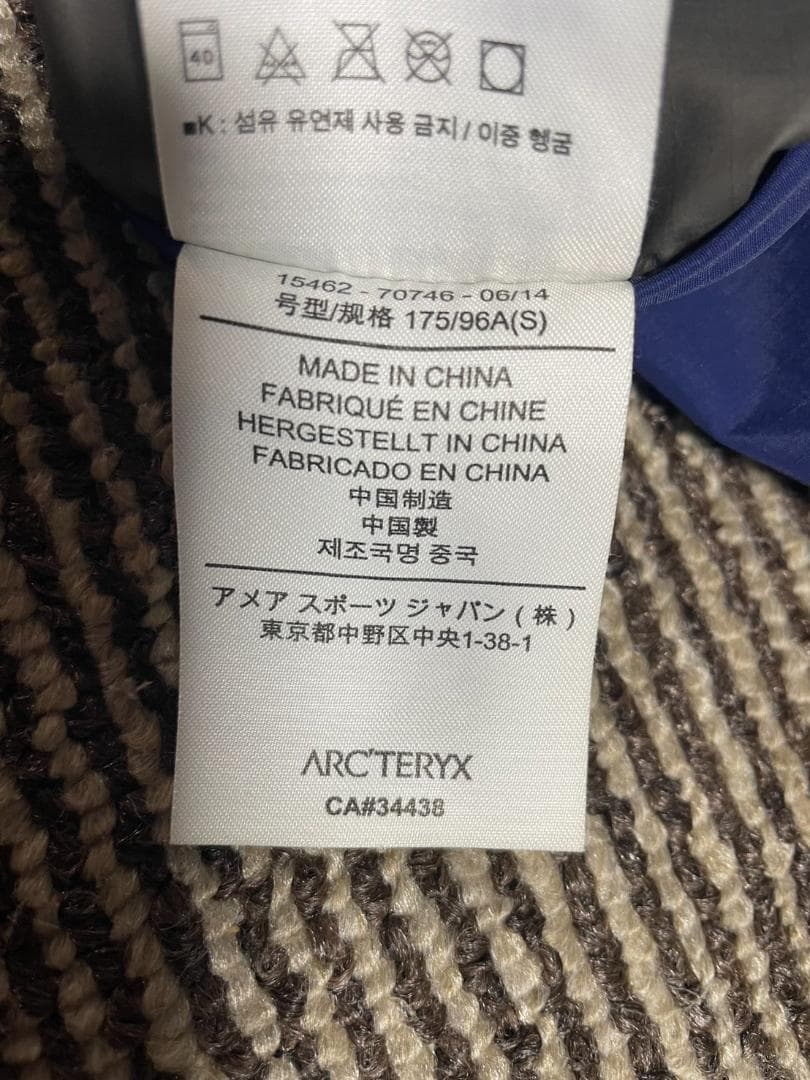 40
■K : 섬유 유연제 사용 금지 / 이중 헹굼
15462 - 70746 - 06/14
号型/规格 175/96A(S)
MADE IN CHINA
FABRIQUÉ EN CHINE
HERGESTELLT IN CHINA
FABRICADO EN CHINA
中国制造
中国製
제조국명 중국
アメア スポーツ ジャパン ( 株 )
東京都中野区中央1-38-1
ARC'TERYX
CA#34438